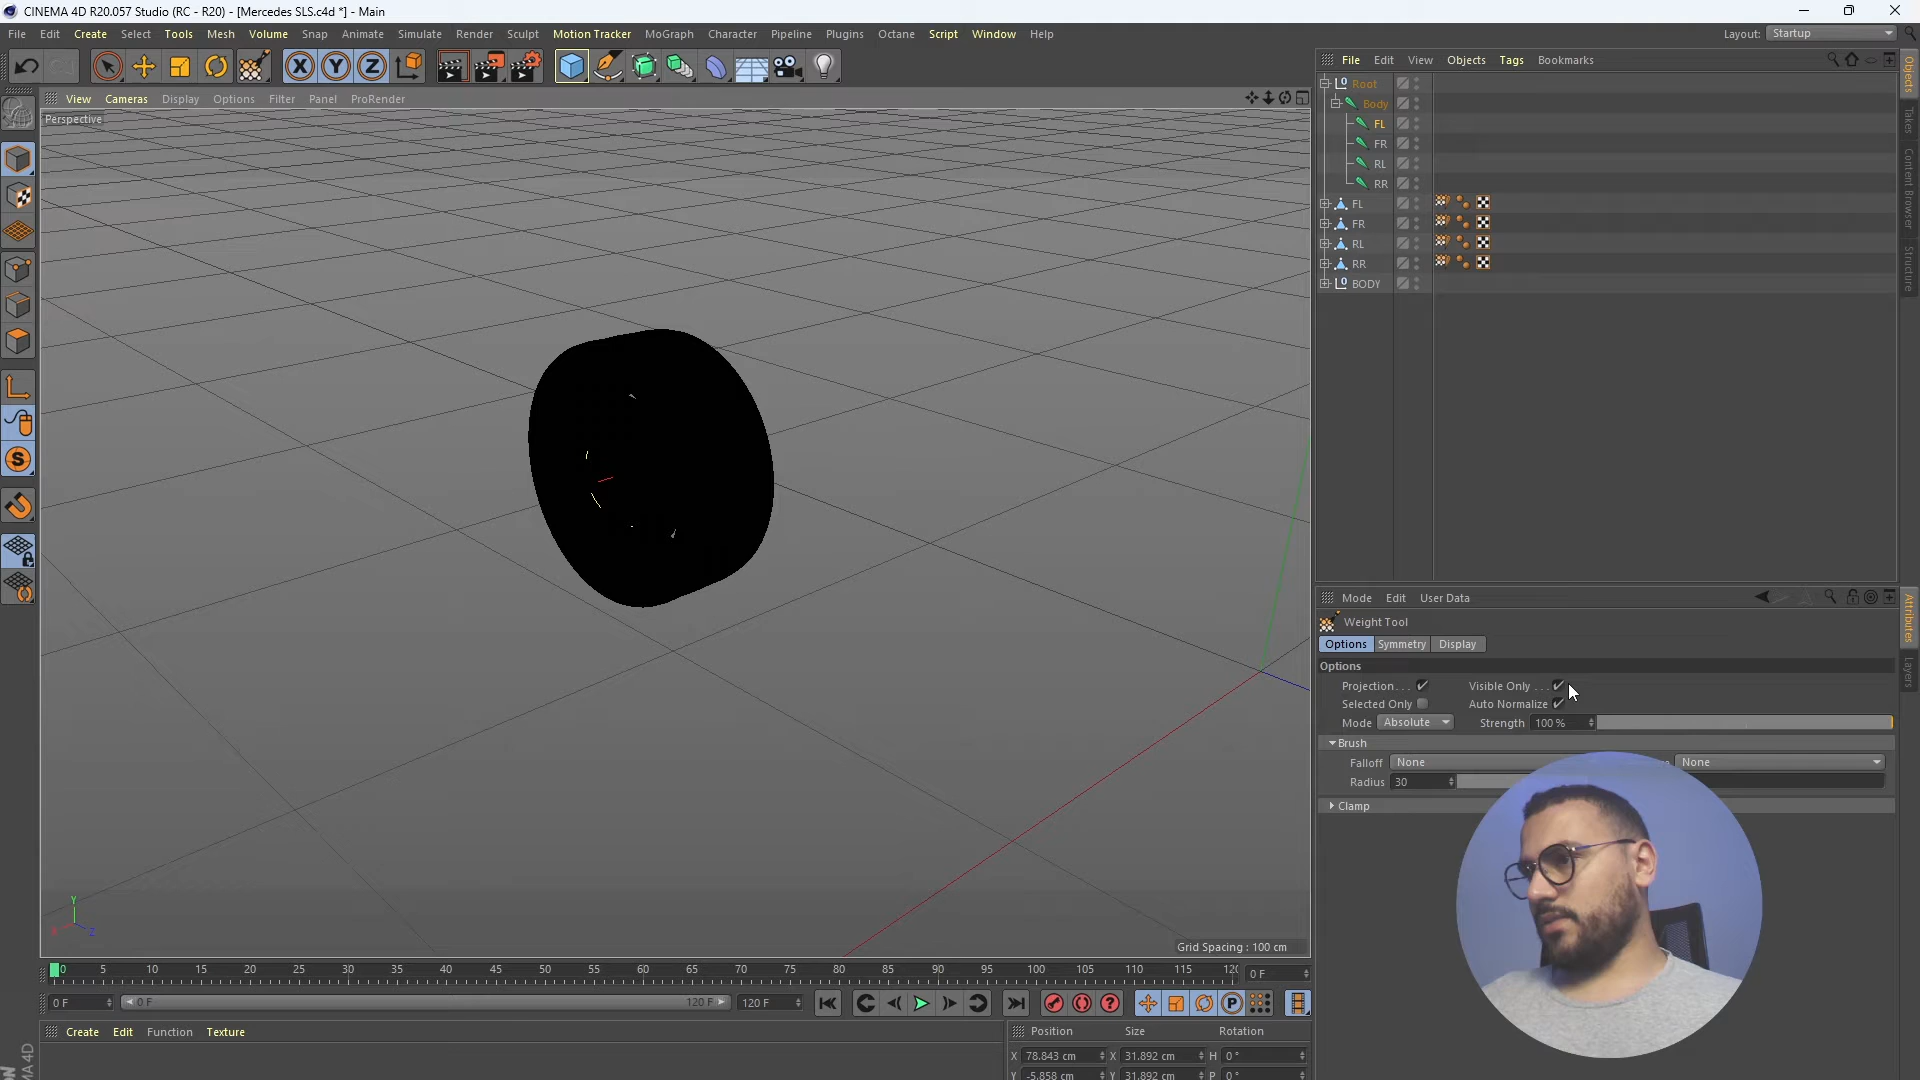 CINEMA 4D R20.057 Studio (RC - R20) - [Mercedes SLS.c4d *] - Main
File Edit Create Select Tools Mesh Volume Snap Animate Simulate Render Sculpt Motion Tracker MoGraph Character Pipeline Plugins Octane Script Window Help
Layout: Startup
File Edit View Objects Tags Bookmarks
View Cameras Display Options Filter Panel ProRender
Perspective
Root
Body
FL
FR
RL
RR
FL
FR
RL
RR
BODY
Objects
Takes
Content Browser
Structure
Mode Edit User Data
Weight Tool
Options Symmetry Display
Options
Projection. . . Visible Only . . .
Selected Only Auto Normalize
Mode Absolute Strength 100 %
Brush
Falloff None None
Radius 30
Clamp
Attributes
Layers
Grid Spacing : 100 cm
0 5 10 15 20 25 30 35 40 45 50 55 60 65 70 75 80 85 90 95 100 105 110 115 120 0 F
0 F 0 F 120 F 120 F
Create Edit Function Texture
Position Size Rotation
X 78.843 cm X 31.892 cm H 0 °
Y -5.858 cm Y 31.892 cm P 0 °
X Y Z